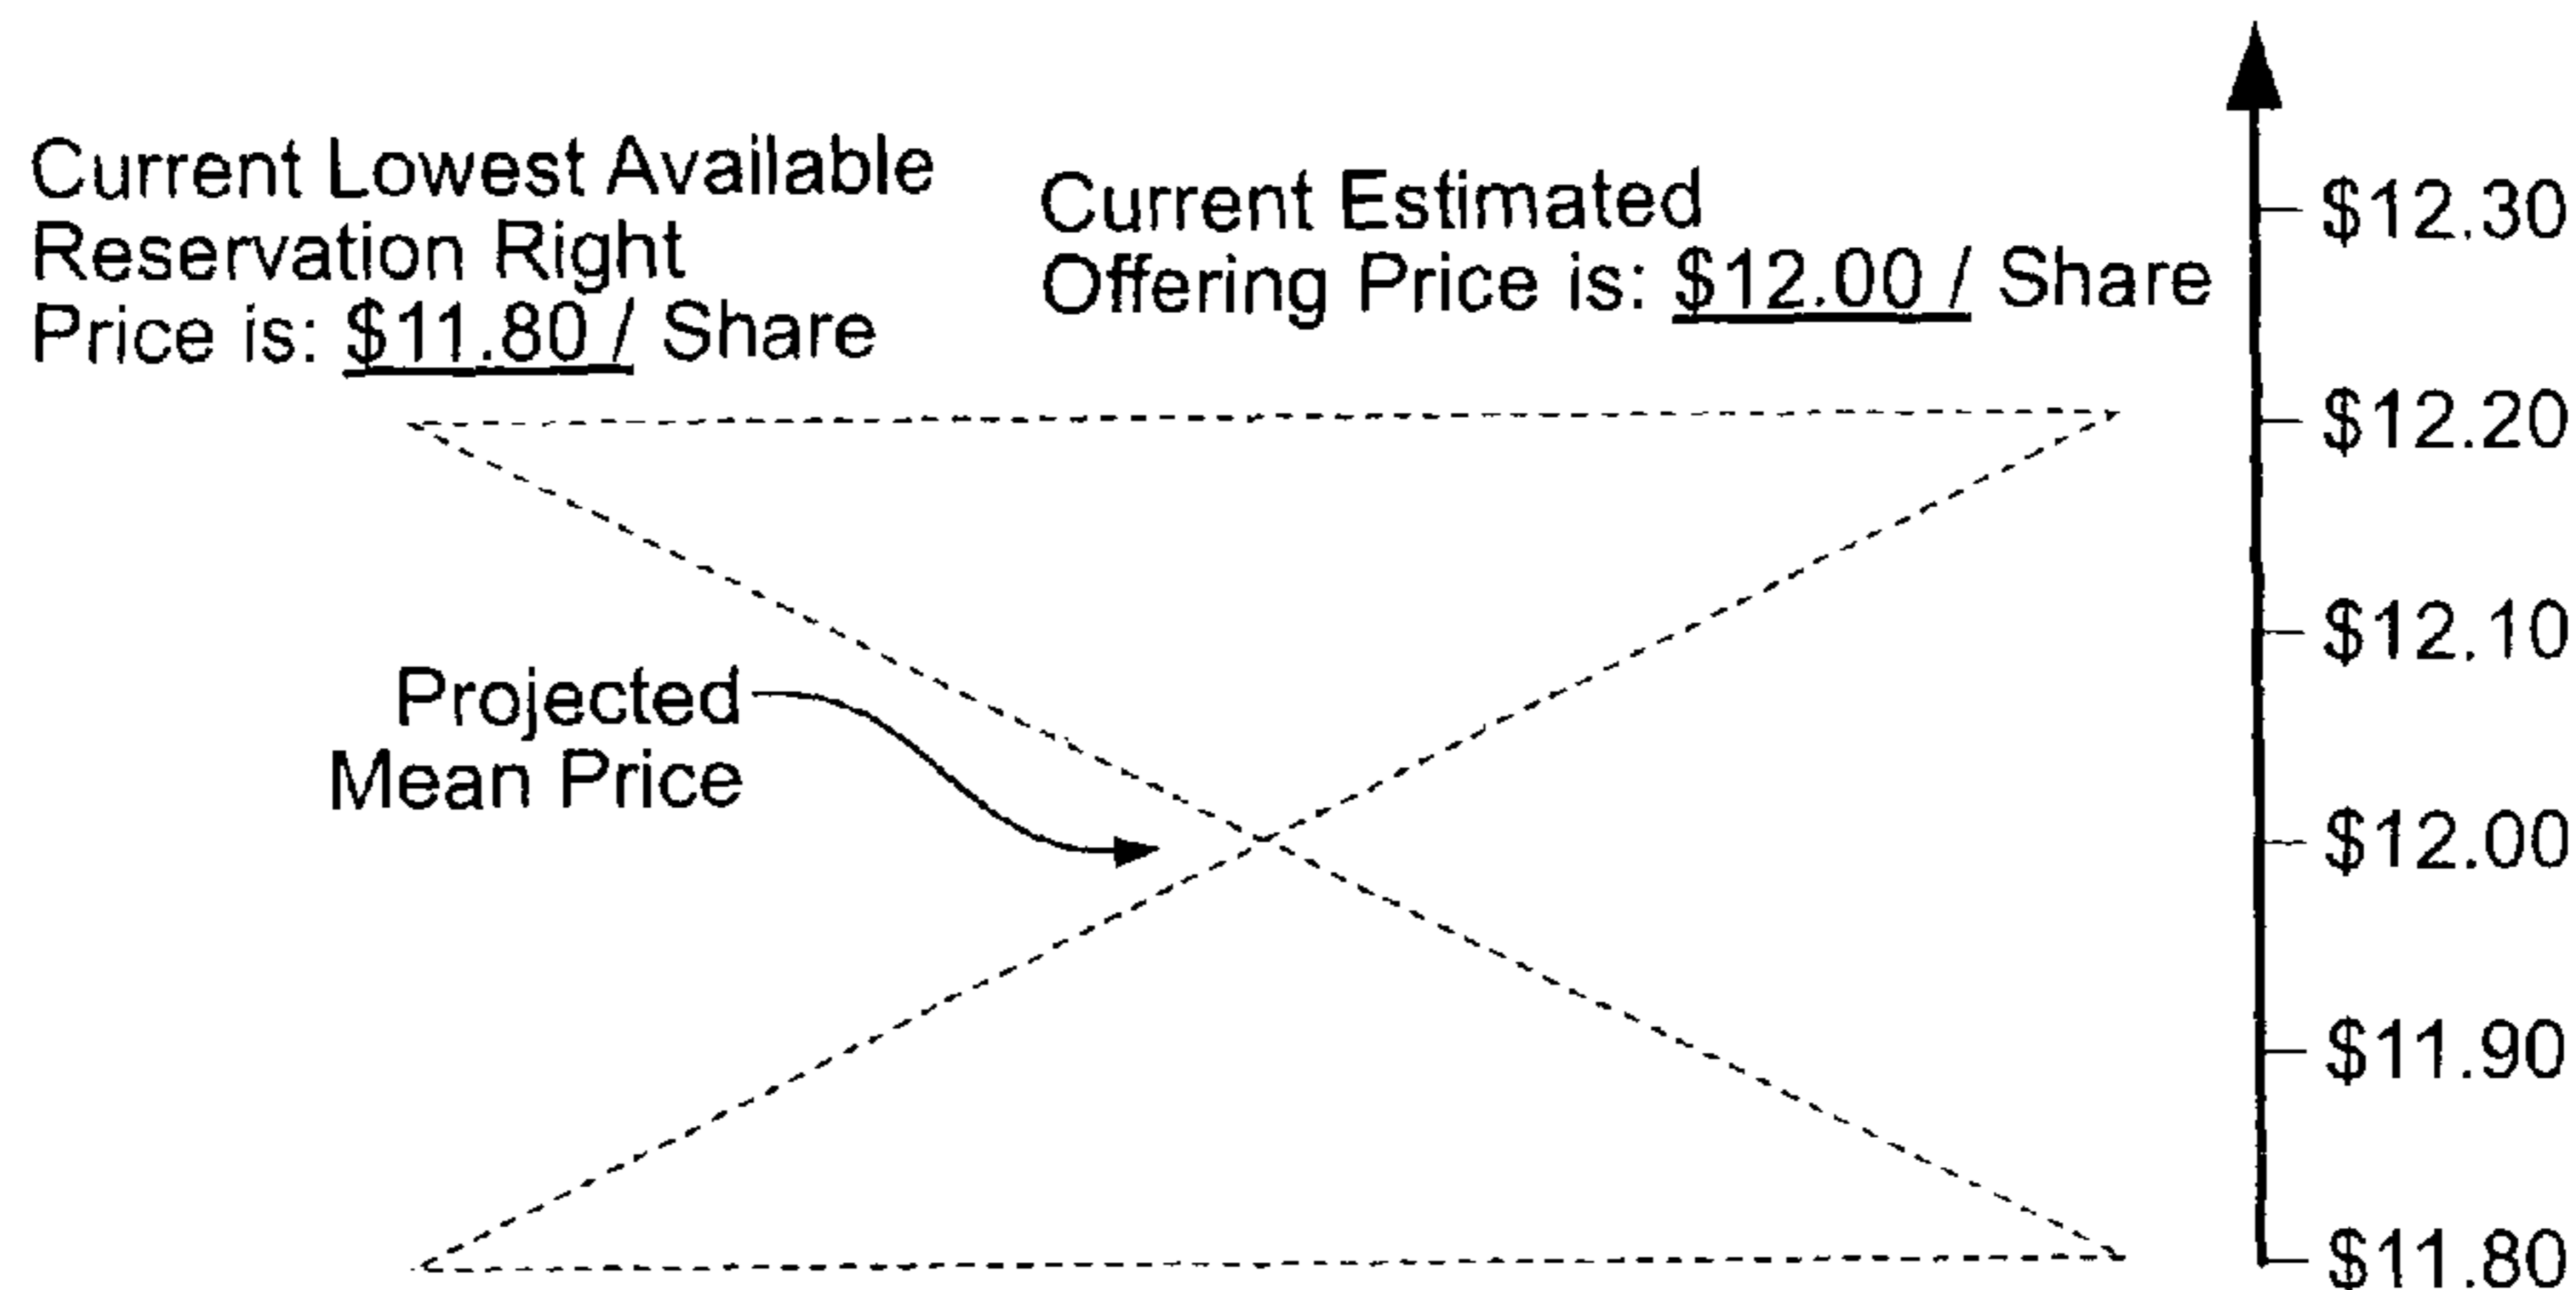 Current Lowest Available
Reservation Right
Price is: $11.80 / Share
Current Estimated
Offering Price is: $12.00 / Share
$12.30
$12.20
$12.10
Projected
Mean Price
$12.00
$11.90
$11.80